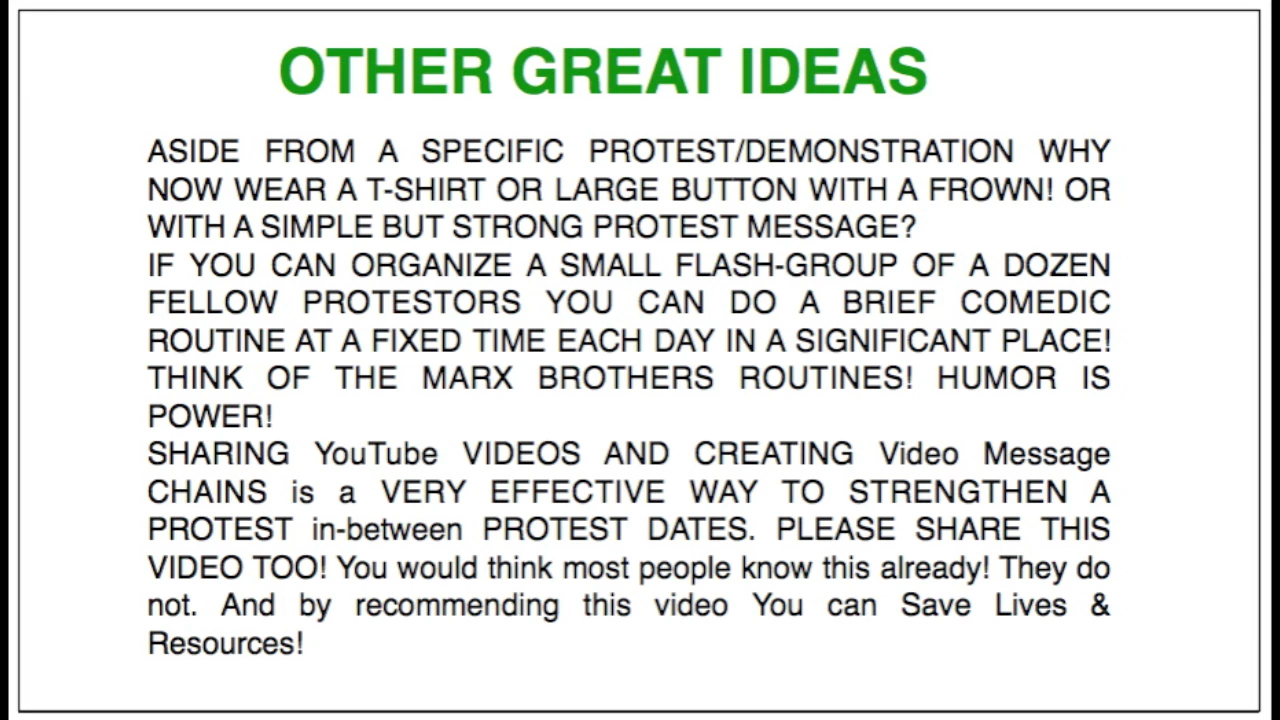 OTHER GREAT IDEAS
ASIDE FROM A SPECIFIC PROTEST/DEMONSTRATION WHY
NOW WEAR A T-SHIRT OR LARGE BUTTON WITH A FROWN! OR
WITH A SIMPLE BUT STRONG PROTEST MESSAGE?
IF YOU CAN ORGANIZE A SMALL FLASH-GROUP OF A DOZEN
FELLOW PROTESTORS YOU CAN DO A BRIEF COMEDIC
ROUTINE AT A FIXED TIME EACH DAY IN A SIGNIFICANT PLACE!
THINK OF THE MARX BROTHERS ROUTINES! HUMOR IS
POWER!
SHARING YouTube VIDEOS AND CREATING Video Message
CHAINS is a VERY EFFECTIVE WAY TO STRENGTHEN A
PROTEST in-between PROTEST DATES. PLEASE SHARE THIS
VIDEO TOO! You would think most people know this already! They do
not. And by recommending this video You can Save Lives &
Resources!